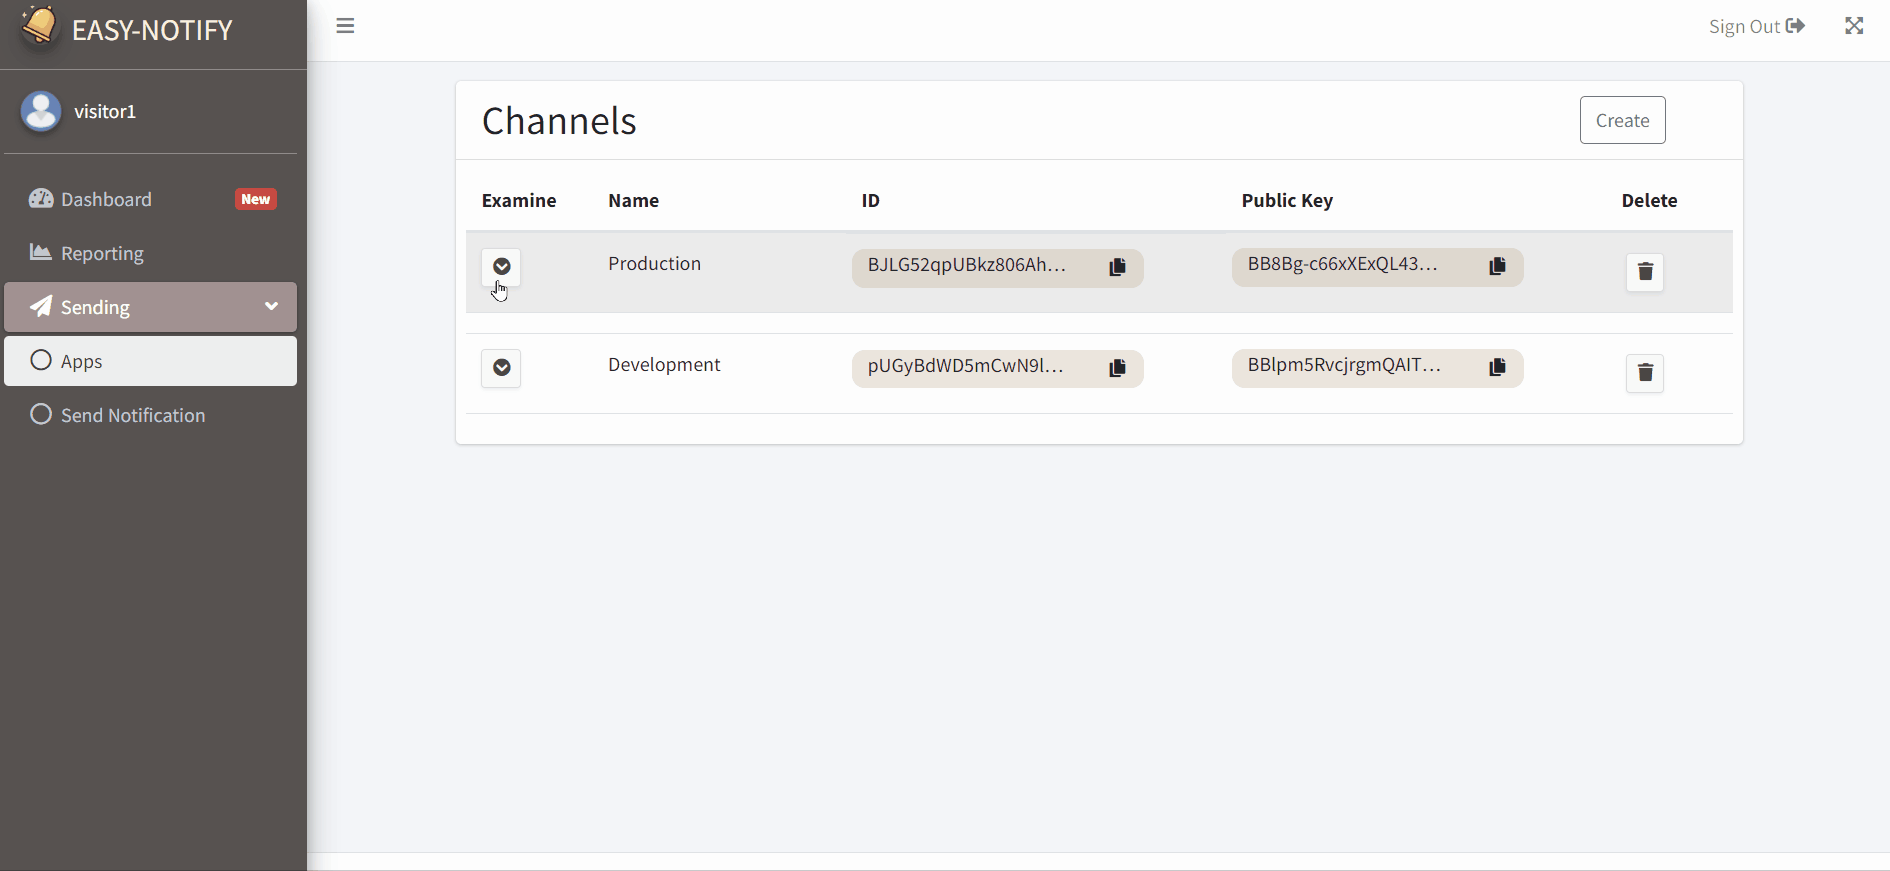 EASY-NOTIFY
Sign Out
visitor1
Dashboard New
Reporting
Sending
Apps
Send Notification
Channels
Create
Examine Name ID Public Key Delete
Production BJLG52qpUBkz806Ah... BB8Bg-c66xXExQL43...
Development pUGyBdWD5mCwN9l... BBlpm5RvcjrgmQAIT...